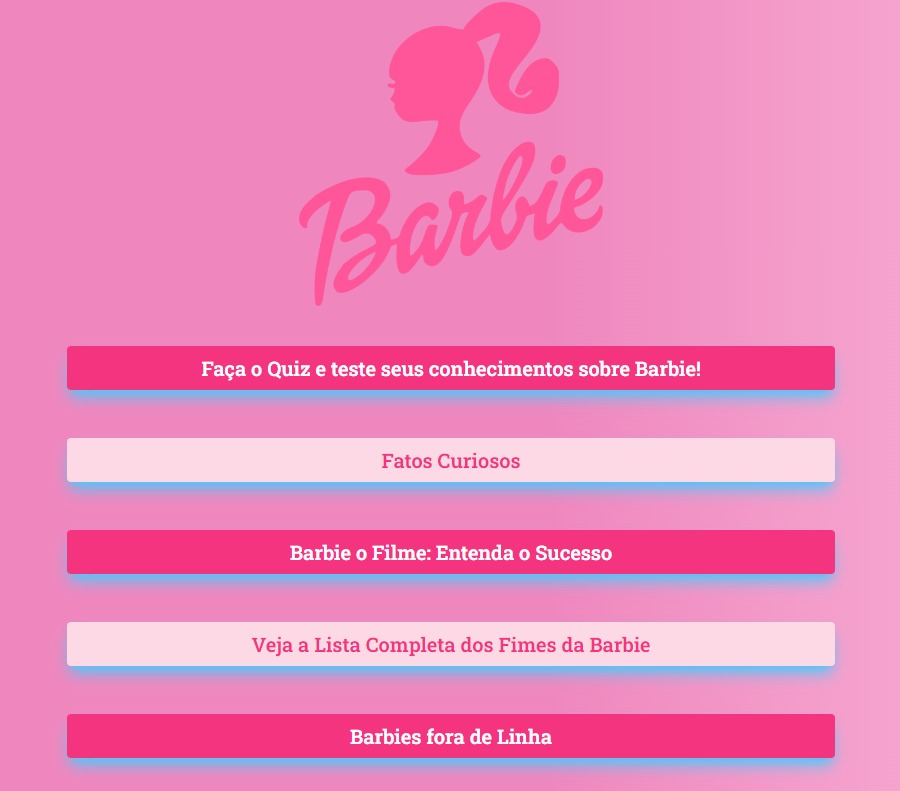 Barbie
Faça o Quiz e teste seus conhecimentos sobre Barbie!
Fatos Curiosos
Barbie o Filme: Entenda o Sucesso
Veja a Lista Completa dos Fimes da Barbie
Barbies fora de Linha